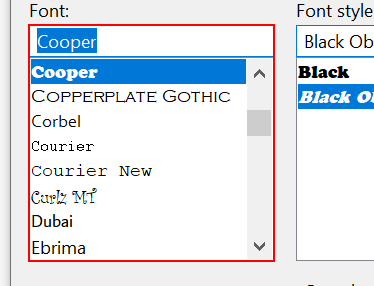 Font:
Font style
Cooper
Black Ob
Cooper
Black
Copperplate Gothic
Black Ob
Corbel
Courier
Courier New
Curlz MT
Dubai
Ebrima